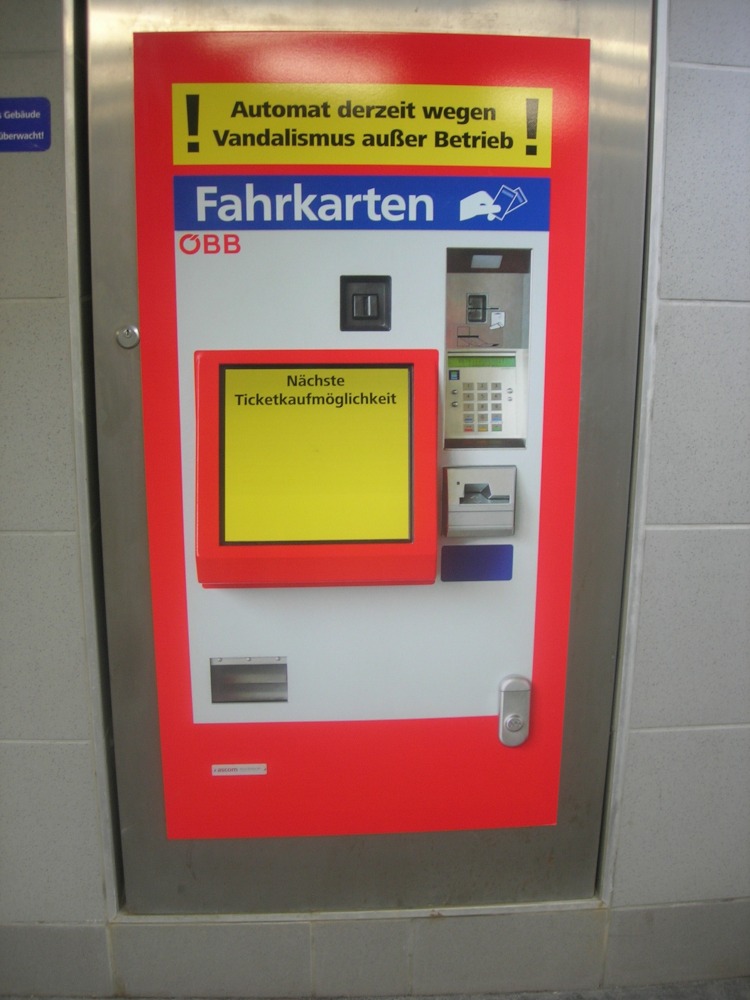 s Gebäude
überwacht!
! Automat derzeit wegen !
Vandalismus außer Betrieb
Fahrkarten
ÖBB
Nächste
Ticketkaufmöglichkeit